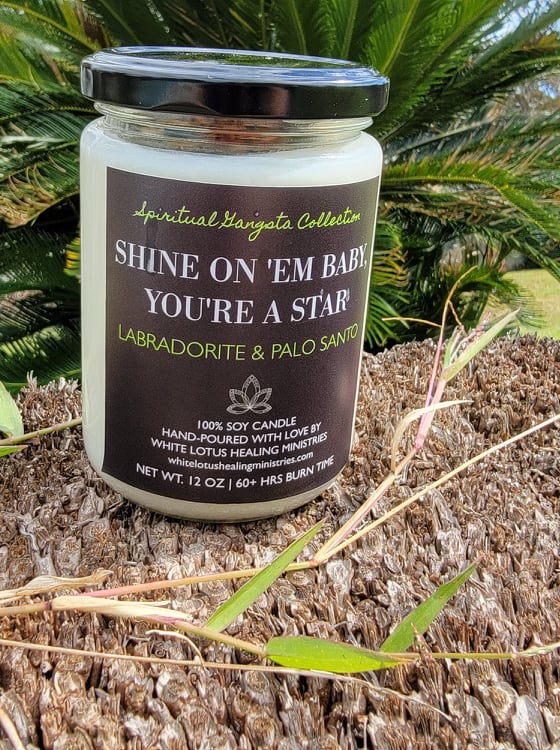 Spiritual Gangsta Collection
SHINE ON 'EM BABY,
YOU'RE A STAR
LABRADORITE & PALO SANTO
100% SOY CANDLE
HAND-POURED WITH LOVE BY
WHITE LOTUS HEALING MINISTRIES
whitelotushealingministries.com
NET WT. 12 OZ | 60+ HRS BURN TIME